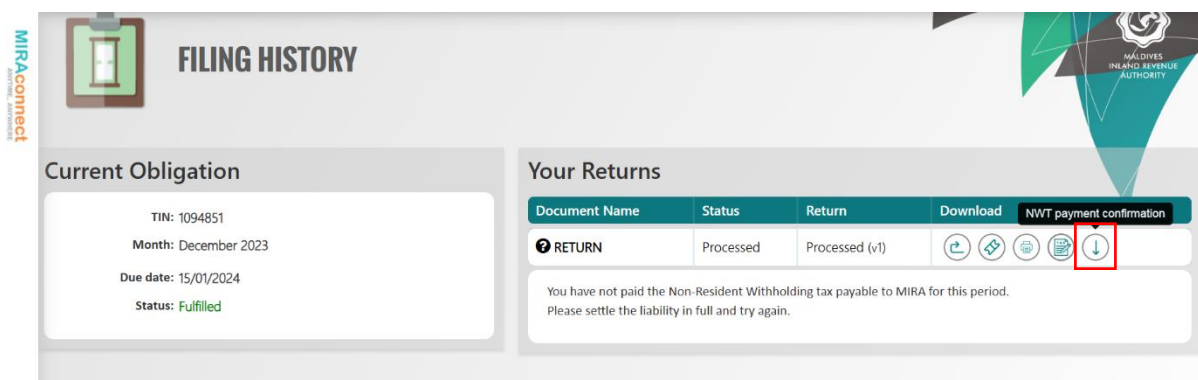 MIRAconnect
ANYTIME, ANYWHERE
FILING HISTORY
MALDIVES
INLAND REVENUE
AUTHORITY
Current Obligation
TIN: 1094851
Month: December 2023
Due date: 15/01/2024
Status: Fulfilled
Your Returns
Document Name Status Return Download
NWT payment confirmation
RETURN Processed Processed (v1)
You have not paid the Non-Resident Withholding tax payable to MIRA for this period.
Please settle the liability in full and try again.